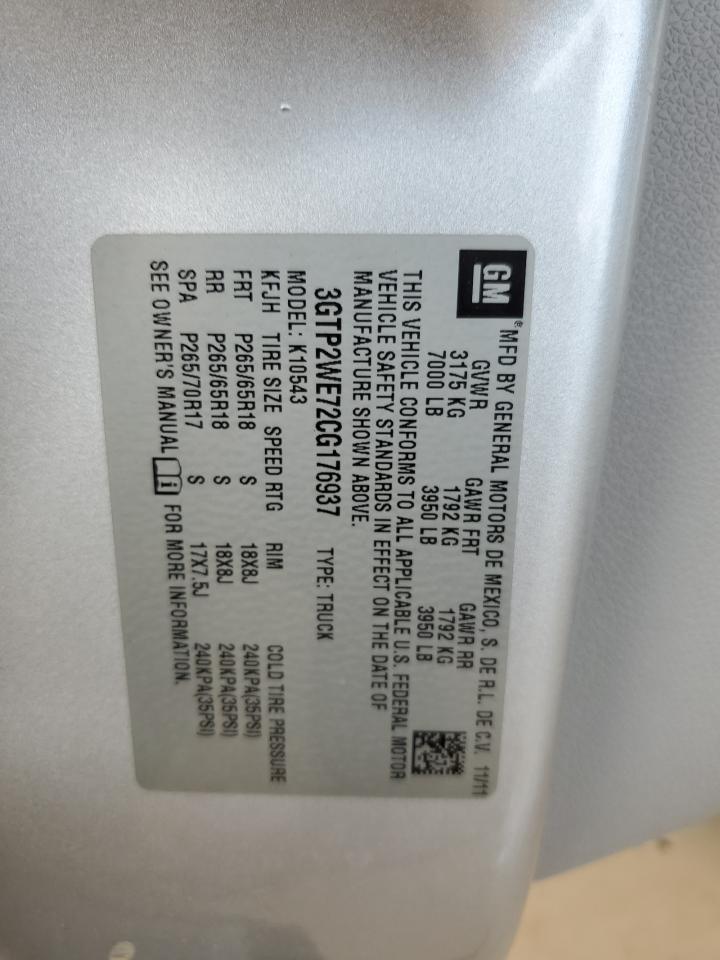 GM
MFD BY GENERAL MOTORS DE MEXICO, S. DE R.L. DE C.V. 11/11
GVWR GAWR FRT GAWR RR
3175 KG 1792 KG 1792 KG
7000 LB 3950 LB 3950 LB
THIS VEHICLE CONFORMS TO ALL APPLICABLE U.S. FEDERAL MOTOR
VEHICLE SAFETY STANDARDS IN EFFECT ON THE DATE OF
MANUFACTURE SHOWN ABOVE.
3GTP2WE72CG176937 TYPE: TRUCK
MODEL: K10543
KFJH TIRE SIZE SPEED RTG RIM COLD TIRE PRESSURE
FRT P265/65R18 S 18X8J 240KPA(35PSI)
RR P265/65R18 S 18X8J 240KPA(35PSI)
SPA P265/70R17 S 17X7.5J 240KPA(35PSI)
SEE OWNER'S MANUAL i FOR MORE INFORMATION.